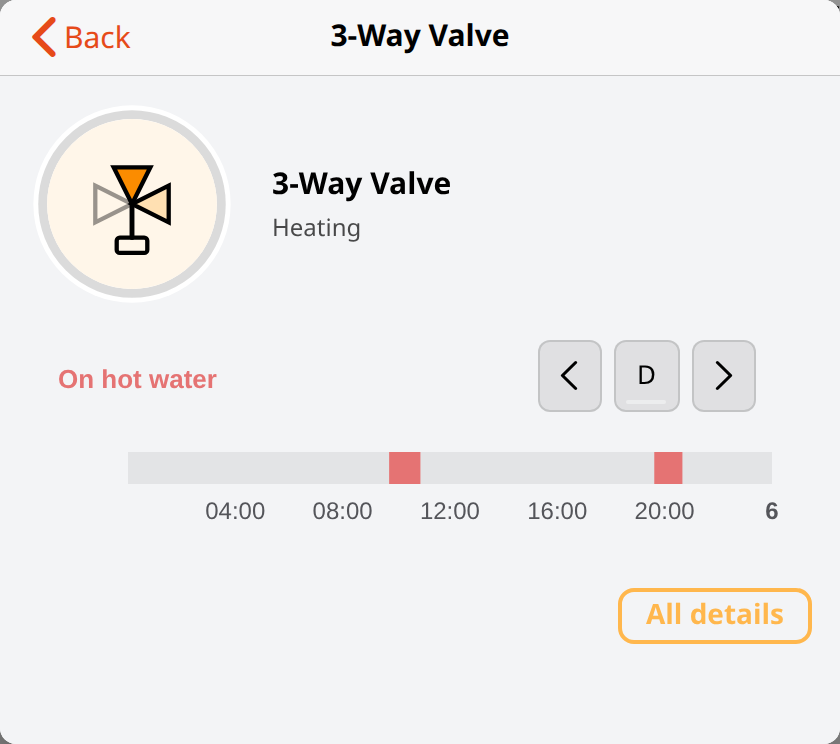 Back
3-Way Valve
3-Way Valve
Heating
On hot water
D
04:00 08:00 12:00 16:00 20:00 6
All details